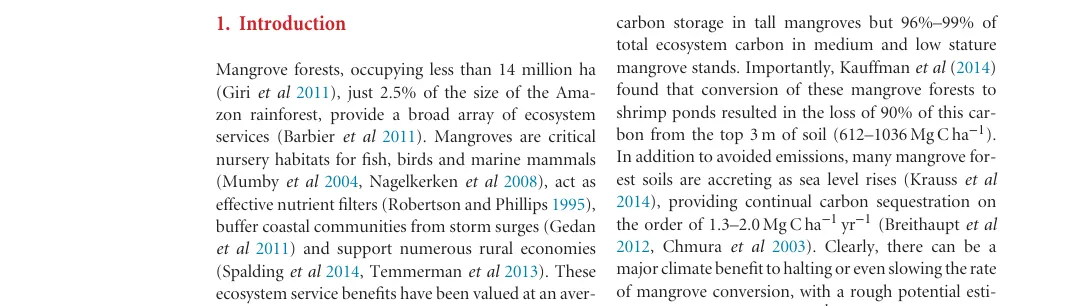 1. Introduction
Mangrove forests, occupying less than 14 million ha
(Giri et al 2011), just 2.5% of the size of the Ama-
zon rainforest, provide a broad array of ecosystem
services (Barbier et al 2011). Mangroves are critical
nursery habitats for fish, birds and marine mammals
(Mumby et al 2004, Nagelkerken et al 2008), act as
effective nutrient filters (Robertson and Phillips 1995),
buffer coastal communities from storm surges (Gedan
et al 2011) and support numerous rural economies
(Spalding et al 2014, Temmerman et al 2013). These
ecosystem service benefits have been valued at an aver-
carbon storage in tall mangroves but 96%–99% of
total ecosystem carbon in medium and low stature
mangrove stands. Importantly, Kauffman et al (2014)
found that conversion of these mangrove forests to
shrimp ponds resulted in the loss of 90% of this car-
bon from the top 3 m of soil (612–1036 Mg C ha⁻¹).
In addition to avoided emissions, many mangrove for-
est soils are accreting as sea level rises (Krauss et al
2014), providing continual carbon sequestration on
the order of 1.3–2.0 Mg C ha⁻¹ yr⁻¹ (Breithaupt et al
2012, Chmura et al 2003). Clearly, there can be a
major climate benefit to halting or even slowing the rate
of mangrove conversion, with a rough potential esti-